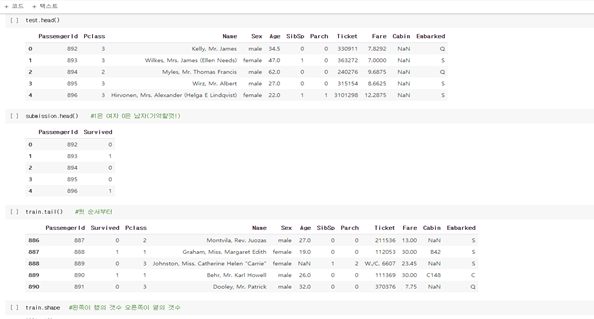 + 코드 + 텍스트
[ ] test.head()
PassengerId Pclass Name Sex Age SibSp Parch Ticket Fare Cabin Embarked
0 892 3 Kelly, Mr. James male 34.5 0 0 330911 7.8292 NaN Q
1 893 3 Wilkes, Mrs. James (Ellen Needs) female 47.0 1 0 363272 7.0000 NaN S
2 894 2 Myles, Mr. Thomas Francis male 62.0 0 0 240276 9.6875 NaN Q
3 895 3 Wirz, Mr. Albert male 27.0 0 0 315154 8.6625 NaN S
4 896 3 Hirvonen, Mrs. Alexander (Helga E Lindqvist) female 22.0 1 1 3101298 12.2875 NaN S
[ ] submission.head() #1은 여자 0은 남자(기억할것!)
PassengerId Survived
0 892 0
1 893 1
2 894 0
3 895 0
4 896 1
[ ] train.tail() #뒷 순서부터
PassengerId Survived Pclass Name Sex Age SibSp Parch Ticket Fare Cabin Embarked
886 887 0 2 Montvila, Rev. Juozas male 27.0 0 0 211536 13.00 NaN S
887 888 1 1 Graham, Miss. Margaret Edith female 19.0 0 0 112053 30.00 B42 S
888 889 0 3 Johnston, Miss. Catherine Helen "Carrie" female NaN 1 2 W./C. 6607 23.45 NaN S
889 890 1 1 Behr, Mr. Karl Howell male 26.0 0 0 111369 30.00 C148 C
890 891 0 3 Dooley, Mr. Patrick male 32.0 0 0 370376 7.75 NaN Q
[ ] train.shape #왼쪽이 행의 갯수 오른쪽이 열의 갯수